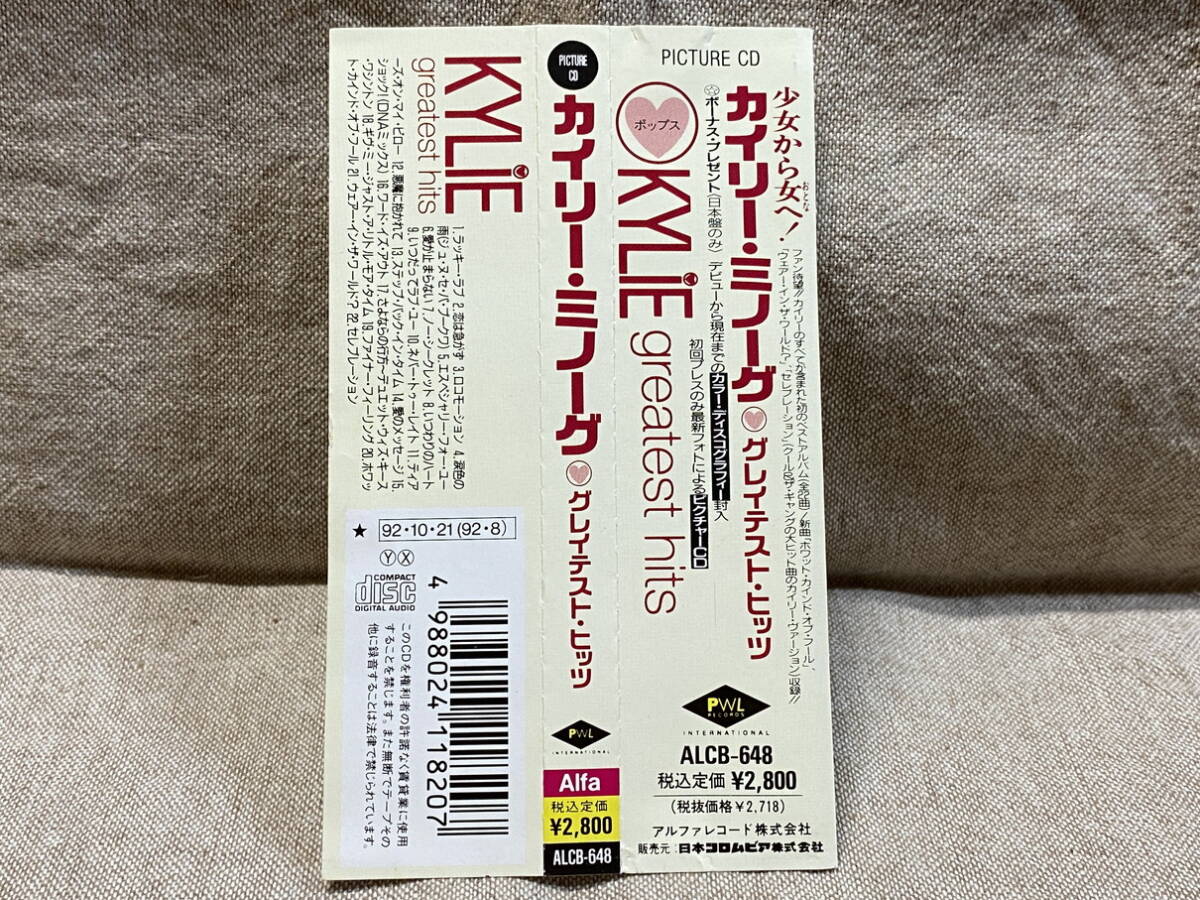 PICTURE CD
少女から女へ!
おとな
カイリー・ミノーグ
グレイテスト・ヒッツ
ファン待望!!カイリーのすべてが含まれた初のベストアルバム(全22曲)/新曲「ホワット・カインド・オブ・フール」、
「ウェアー・イン・ザ・ワールド?」、「セレブレーション」(クール&ザ・ギャングの大ヒット曲のカイリー・ヴァージョン)収録!!
☆ボーナス・プレゼント(日本盤のみ) デビューから現在までのカラー・ディスコグラフィー封入
初回プレスのみ最新フォトによるピクチャーCD
ポップス
KYLIE greatest hits
PWL
RECORDS
INTERNATIONAL
ALCB-648
税込定価 ¥2,800
(税抜価格¥2,718)
アルファレコード株式会社
販売元:日本コロムビア株式会社
PICTURE
CD
カイリー・ミノーグ
グレイテスト・ヒッツ
PWL
INTERNATIONAL
Alfa
税込定価
¥2,800
ALCB-648
KYLIE
greatest hits
1.ラッキー・ラブ 2.恋は急がず 3.ロコモーション 4.涙色の
雨(ジュ・ヌ・セ・パ・プークワ) 5.エスペシャリー・フォー・ユー
6.愛が止まらない 7.ノー・シークレット 8.いつわりのハート
9.いつだってラブ・ユー 10.ネバー・トゥー・レイト 11.ティア
ーズ・オン・マイ・ピロー 12.悪魔に抱かれて 13.ステップ・バック・イン・タイム 14.愛のメッセージ 15.
ショック!(DNAミックス) 16.ワード・イズ・アウト 17.さよならの行方〜デュエット・ウィズ・キース・
ワシントン 18.ギヴ・ミー・ジャスト・ア・リトル・モア・タイム 19.ファイナー・フィーリング 20.ホワッ
ト・カインド・オブ・フール 21.ウェアー・イン・ザ・ワールド? 22.セレブレーション
★ 92・10・21(92・8)
Ⓨ Ⓧ
COMPACT
disc
DIGITAL AUDIO
4 988024 118207
このCDを権利者の許諾なく賃貸業に使用
することを禁じます。また無断でテープその
他に録音することは法律で禁じられています。